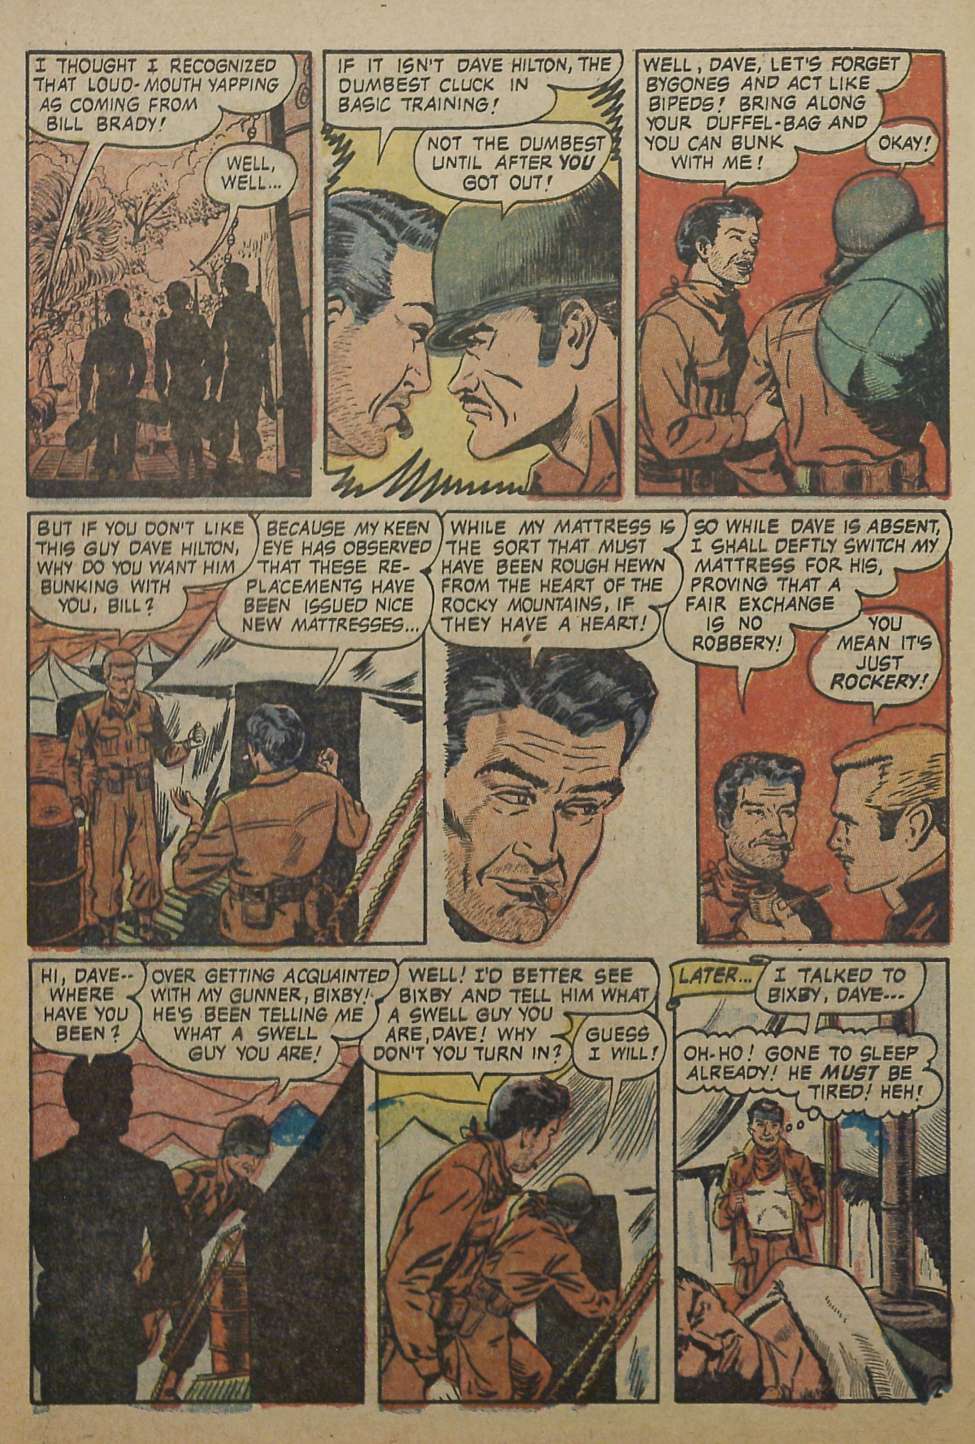 I THOUGHT I RECOGNIZED
THAT LOUD-MOUTH YAPPING
AS COMING FROM
BILL BRADY!
WELL,
WELL...
IF IT ISN'T DAVE HILTON, THE
DUMBEST CLUCK IN
BASIC TRAINING!
NOT THE DUMBEST
UNTIL AFTER YOU
GOT OUT!
WELL, DAVE, LET'S FORGET
BYGONES AND ACT LIKE
BIPEDS! BRING ALONG
YOUR DUFFEL-BAG AND
YOU CAN BUNK
WITH ME!
OKAY!
BUT IF YOU DON'T LIKE
THIS GUY DAVE HILTON,
WHY DO YOU WANT HIM
BUNKING WITH
YOU, BILL?
BECAUSE MY KEEN
EYE HAS OBSERVED
THAT THESE RE-
PLACEMENTS HAVE
BEEN ISSUED NICE
NEW MATTRESSES...
WHILE MY MATTRESS IS
THE SORT THAT MUST
HAVE BEEN ROUGH HEWN
FROM THE HEART OF THE
ROCKY MOUNTAINS, IF
THEY HAVE A HEART!
SO WHILE DAVE IS ABSENT,
I SHALL DEFTLY SWITCH MY
MATTRESS FOR HIS,
PROVING THAT A
FAIR EXCHANGE
IS NO
ROBBERY!
YOU
MEAN IT'S
JUST
ROCKERY!
HI, DAVE--
WHERE
HAVE YOU
BEEN?
OVER GETTING ACQUAINTED
WITH MY GUNNER, BIXBY!
HE'S BEEN TELLING ME
WHAT A SWELL
GUY YOU ARE!
WELL! I'D BETTER SEE
BIXBY AND TELL HIM WHAT
A SWELL GUY YOU
ARE, DAVE! WHY
DON'T YOU TURN IN?
GUESS
I WILL!
LATER...
I TALKED TO
BIXBY, DAVE---
OH-HO! GONE TO SLEEP
ALREADY! HE MUST BE
TIRED! HEH!
2